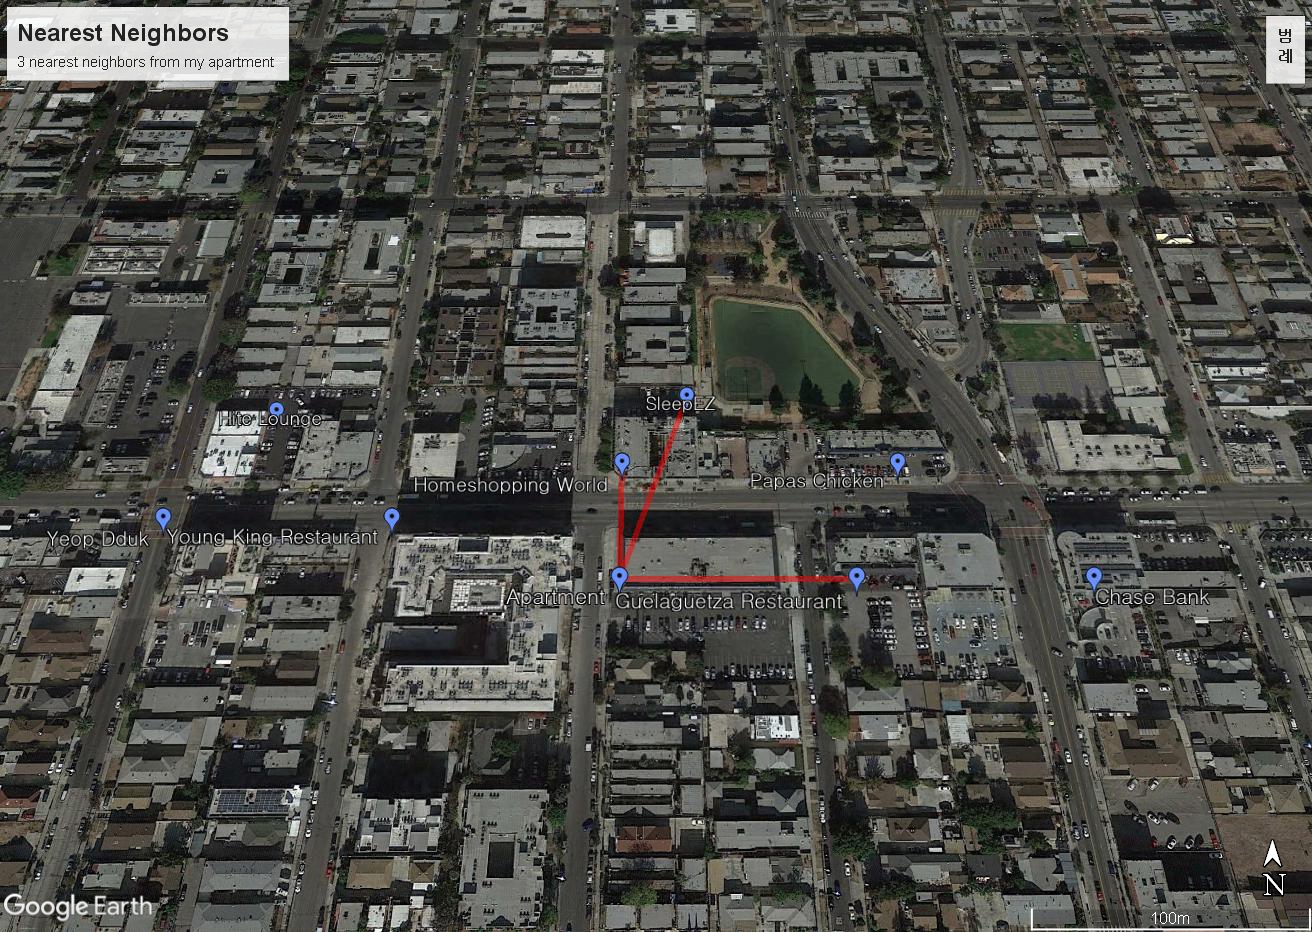 Nearest Neighbors
3 nearest neighbors from my apartment
범
례
SleepEZ
Hite Lounge
Homeshopping World
Papas Chicken
Yeop Dduk
Young King Restaurant
Apartment
Guelaguetza Restaurant
Chase Bank
N
Google Earth
100m